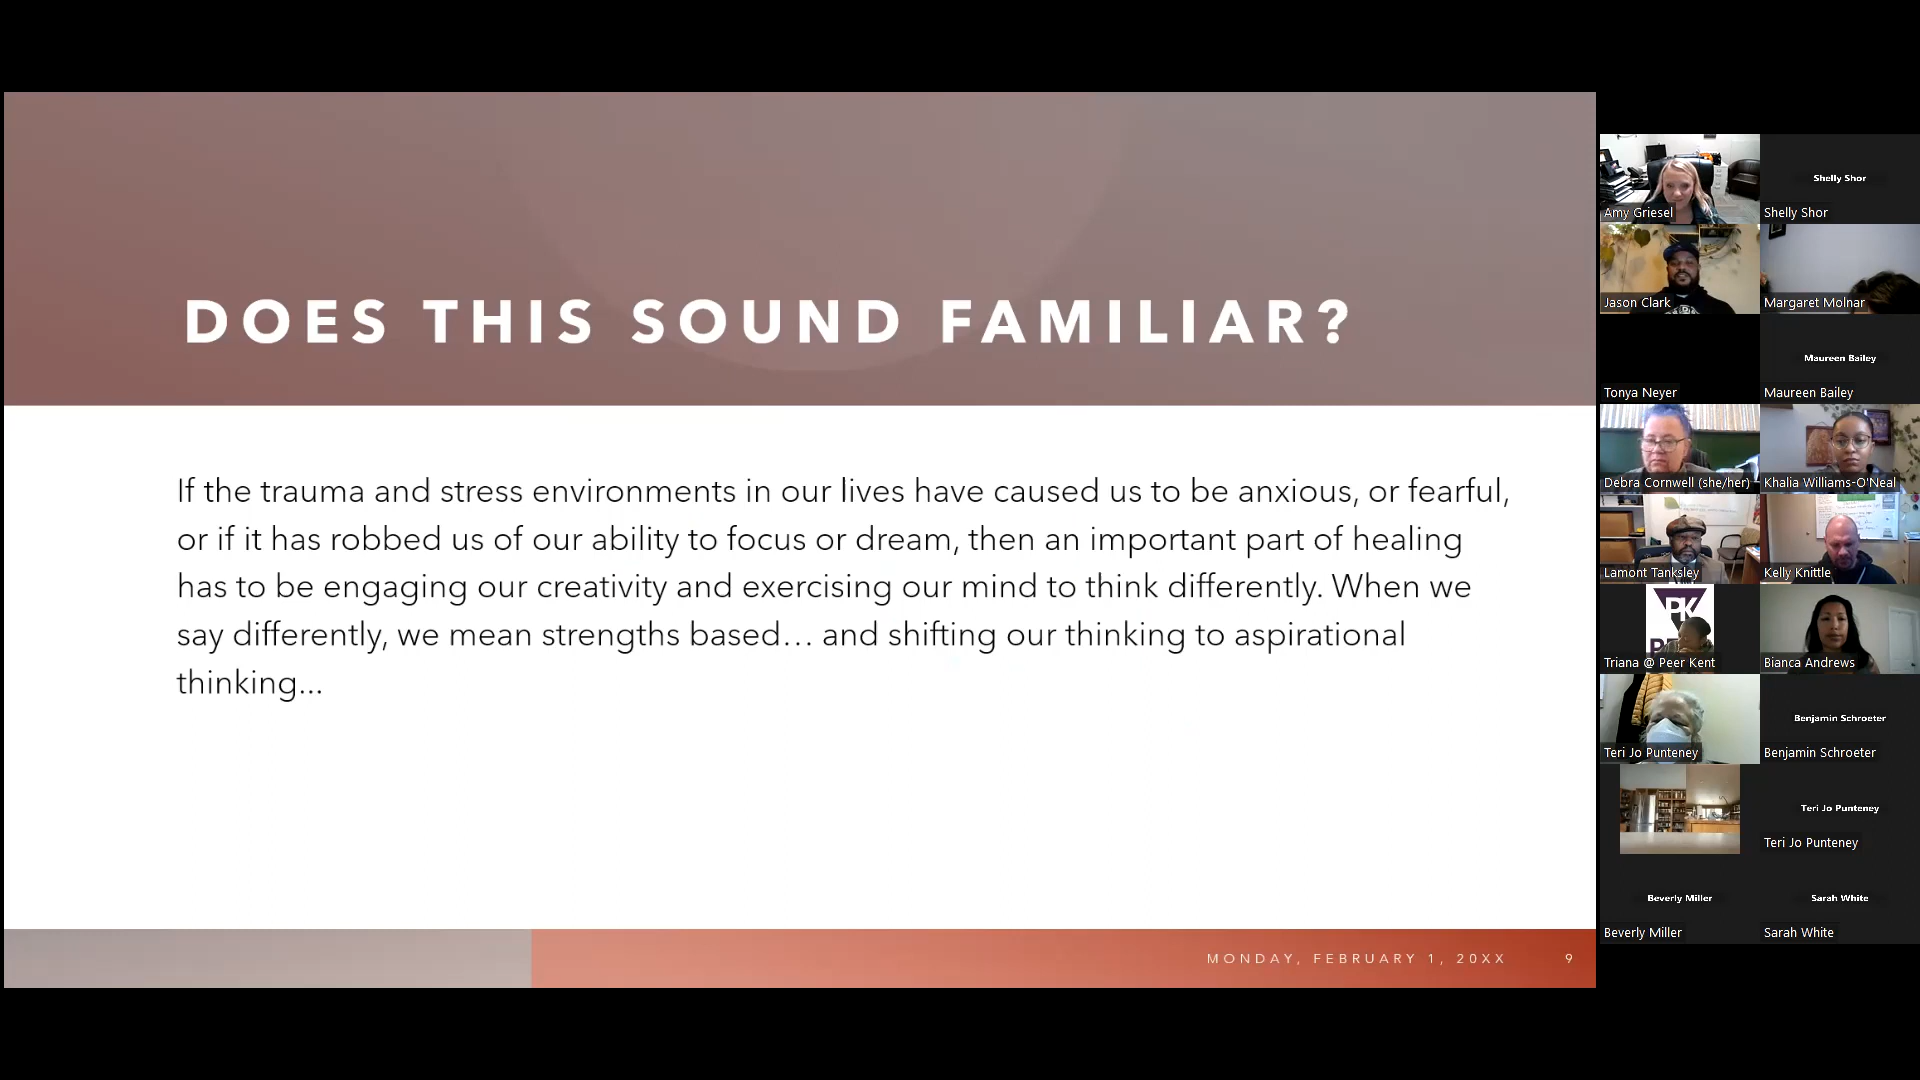 DOES THIS SOUND FAMILIAR?
If the trauma and stress environments in our lives have caused us to be anxious, or fearful,
or if it has robbed us of our ability to focus or dream, then an important part of healing
has to be engaging our creativity and exercising our mind to think differently. When we
say differently, we mean strengths based... and shifting our thinking to aspirational
thinking...
MONDAY, FEBRUARY 1, 20XX 9
Amy Griesel
Shelly Shor
Shelly Shor
Jason Clark
Margaret Molnar
Tonya Neyer
Maureen Bailey
Maureen Bailey
Debra Cornwell (she/her)
Khalia Williams-O'Neal
Lamont Tanksley
Kelly Knittle
PK
Triana @ Peer Kent
Bianca Andrews
Teri Jo Punteney
Benjamin Schroeter
Benjamin Schroeter
Teri Jo Punteney
Teri Jo Punteney
Beverly Miller
Beverly Miller
Sarah White
Sarah White